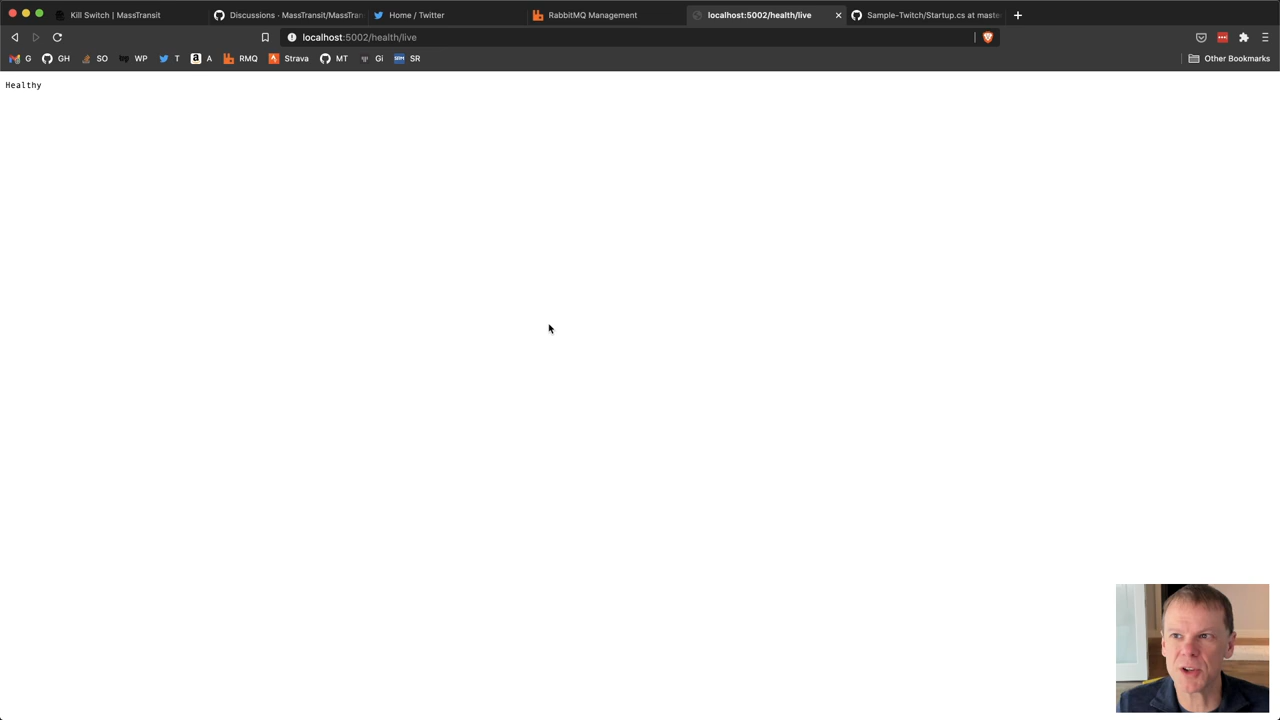 Kill Switch | MassTransit
Discussions · MassTransit/MassTran
Home / Twitter
RabbitMQ Management
localhost:5002/health/live
Sample-Twitch/Startup.cs at maste
localhost:5002/health/live
G
GH
SO
WP
T
a
A
RMQ
Strava
MT
Gi
SR
Other Bookmarks
Healthy